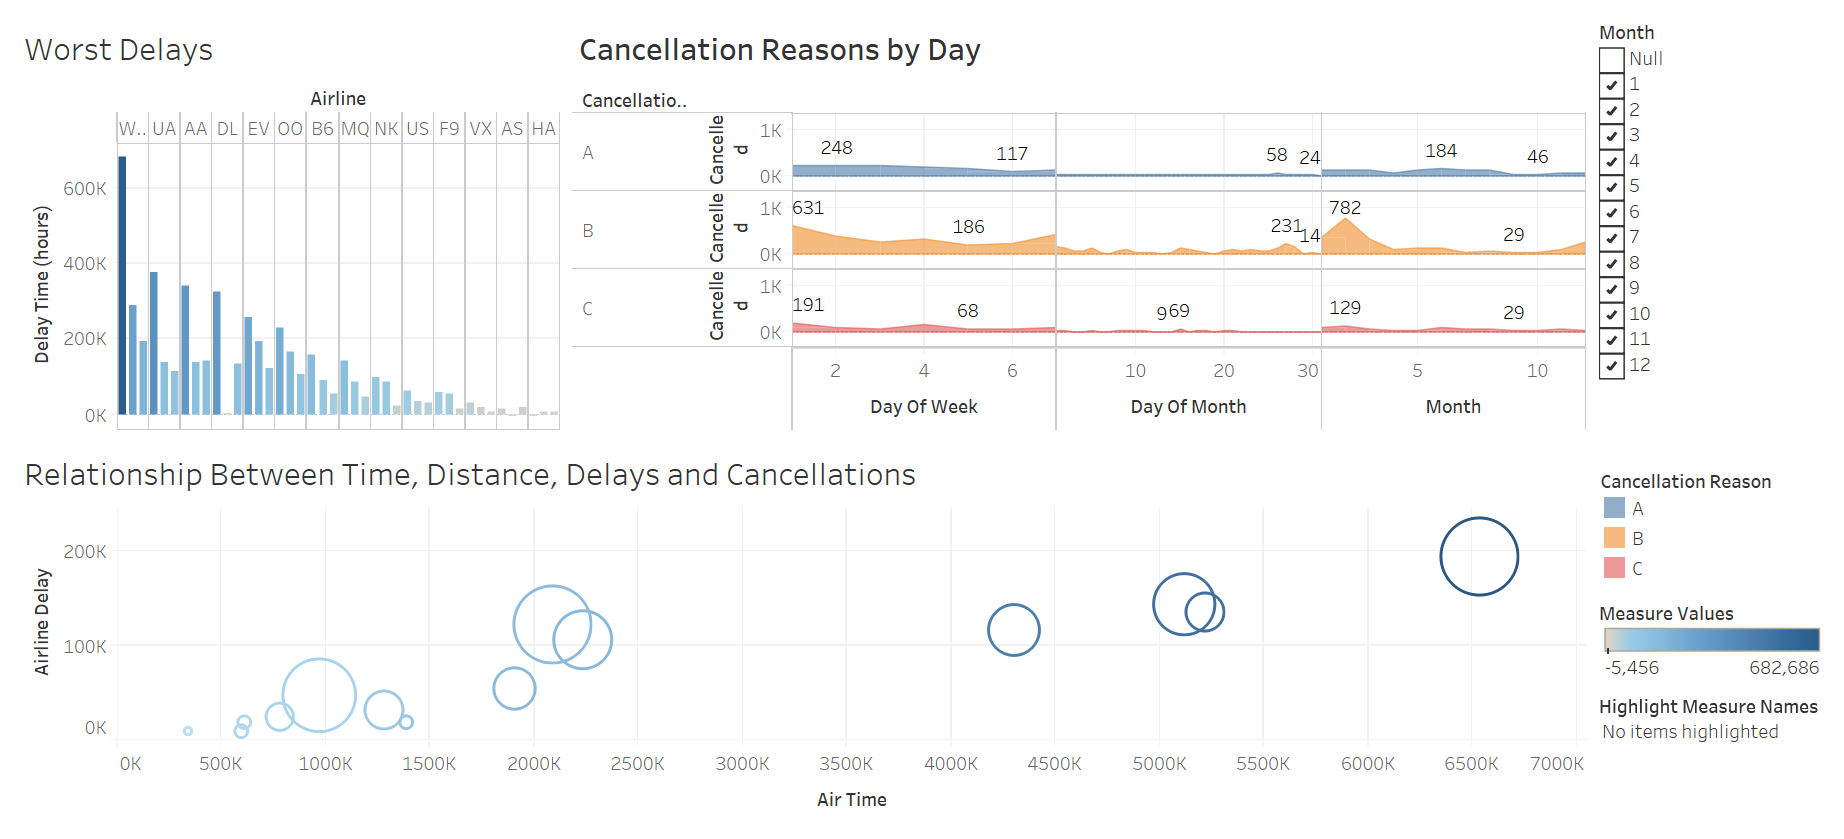 Worst Delays
Airline
W.. UA AA DL EV OO B6 MQ NK US F9 VX AS HA
Delay Time (hours)
600K
400K
200K
0K
Cancellation Reasons by Day
Cancellatio..
A
Cancelle
d
1K
0K
248 117 58 24 184 46
B
Cancelle
d
1K
0K
631 186 231 14 782 29
C
Cancelle
d
1K
0K
191 68 9 69 129 29
2 4 6 10 20 30 5 10
Day Of Week Day Of Month Month
Month
Null
1
2
3
4
5
6
7
8
9
10
11
12
Relationship Between Time, Distance, Delays and Cancellations
Airline Delay
200K
100K
0K
0K 500K 1000K 1500K 2000K 2500K 3000K 3500K 4000K 4500K 5000K 5500K 6000K 6500K 7000K
Air Time
Cancellation Reason
A
B
C
Measure Values
-5,456 682,686
Highlight Measure Names
No items highlighted